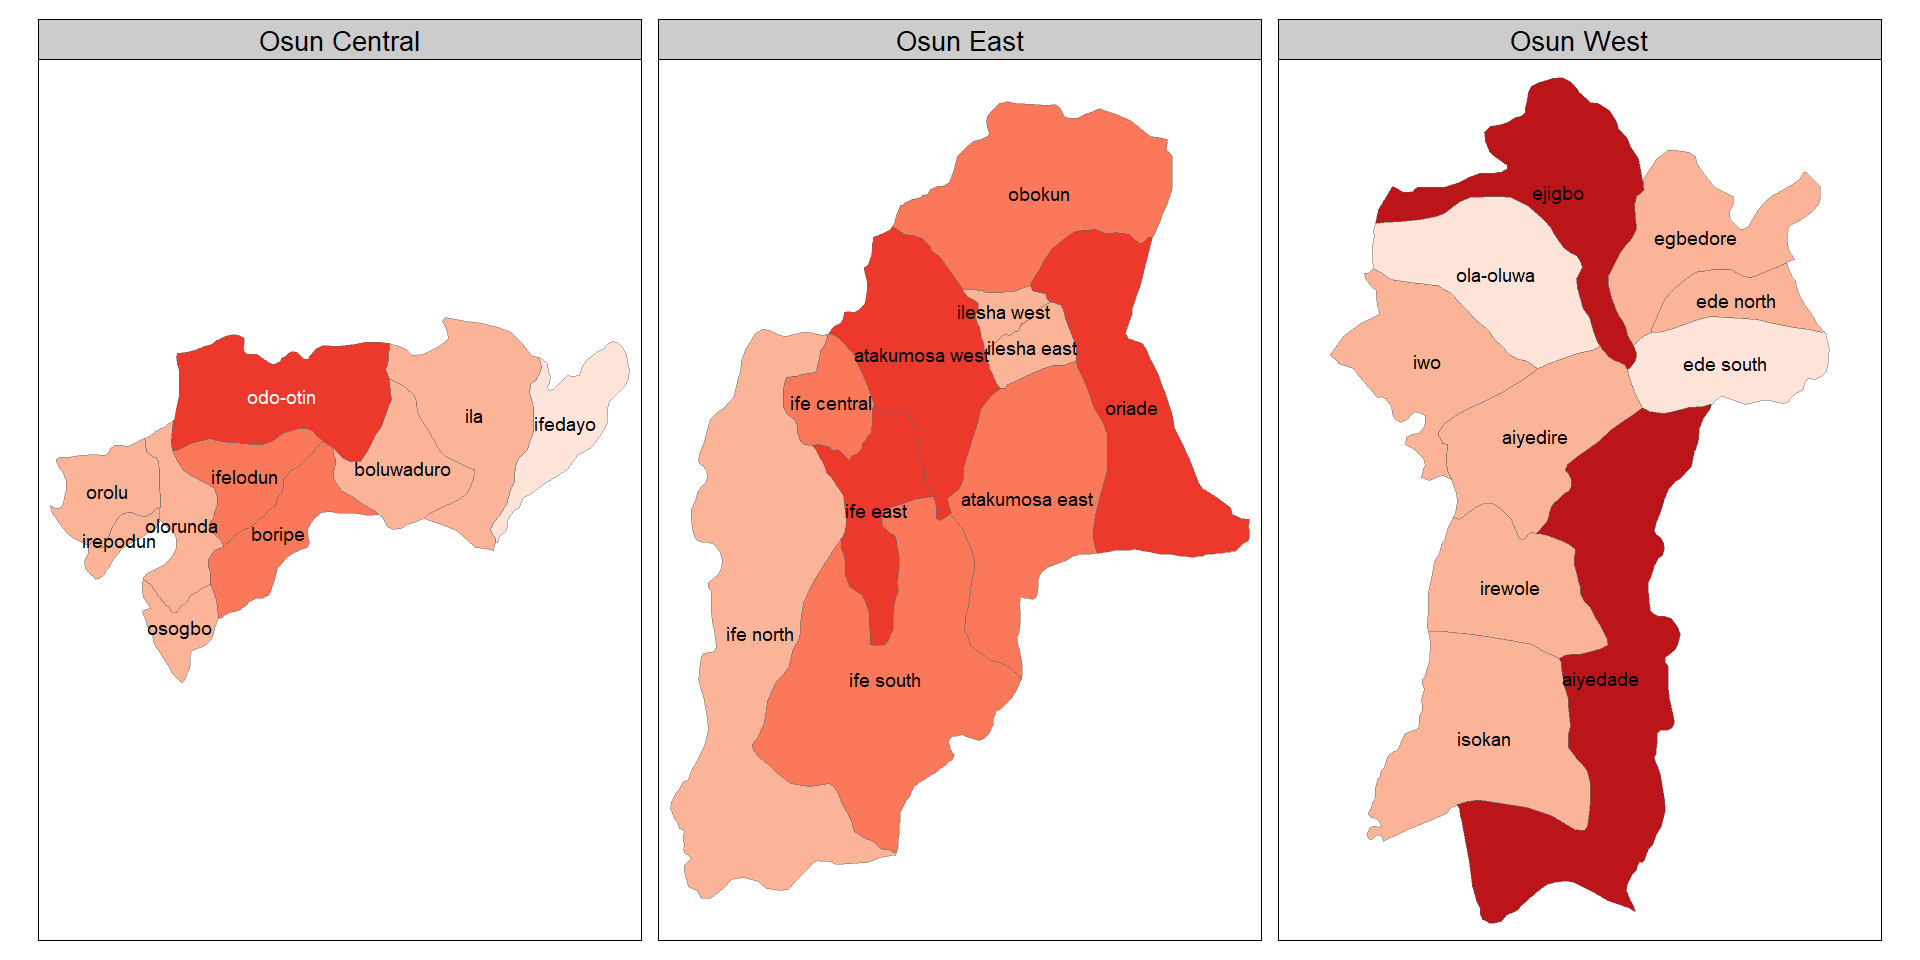 Osun Central
odo-otin
ila
ifedayo
boluwaduro
ifelodun
orolu
olorunda
boripe
irepodun
osogbo
Osun East
obokun
ilesha west
ilesha east
atakumosa west
ife central
oriade
atakumosa east
ife east
ife north
ife south
Osun West
ejigbo
egbedore
ola-oluwa
ede north
iwo
ede south
aiyedire
irewole
aiyedade
isokan